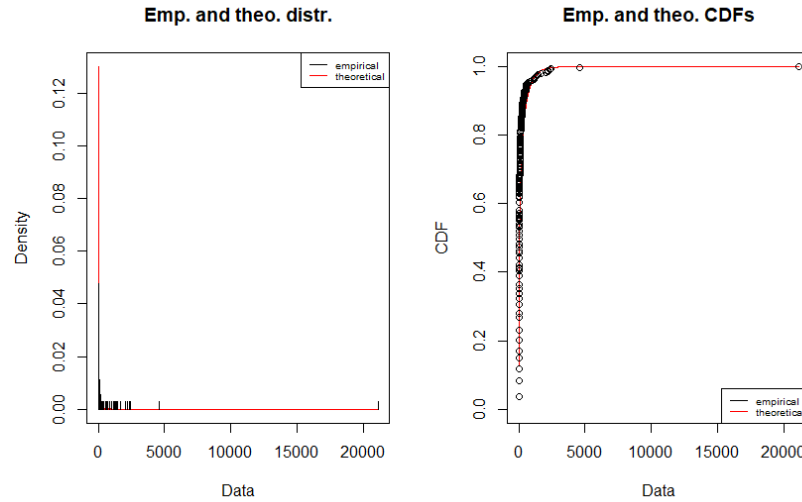 Emp. and theo. distr.
empirical
theoretical
Density
0.00
0.02
0.04
0.06
0.08
0.10
0.12
0
5000
10000
15000
20000
Data
Emp. and theo. CDFs
CDF
0.0
0.2
0.4
0.6
0.8
1.0
empirical
theoretical
0
5000
10000
15000
20000
Data